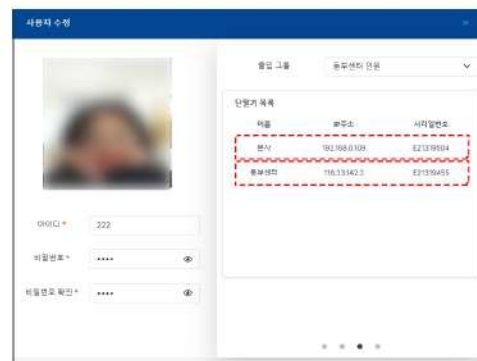 사용자 수정
출입 그룹 동부센터 인원
단말기 목록
이름 IP주소 시리얼번호
본사 192.168.0.109 E21319504
동부센터 E21319455
아이디 * 222
비밀번호 * ••••
비밀번호 확인 * ••••